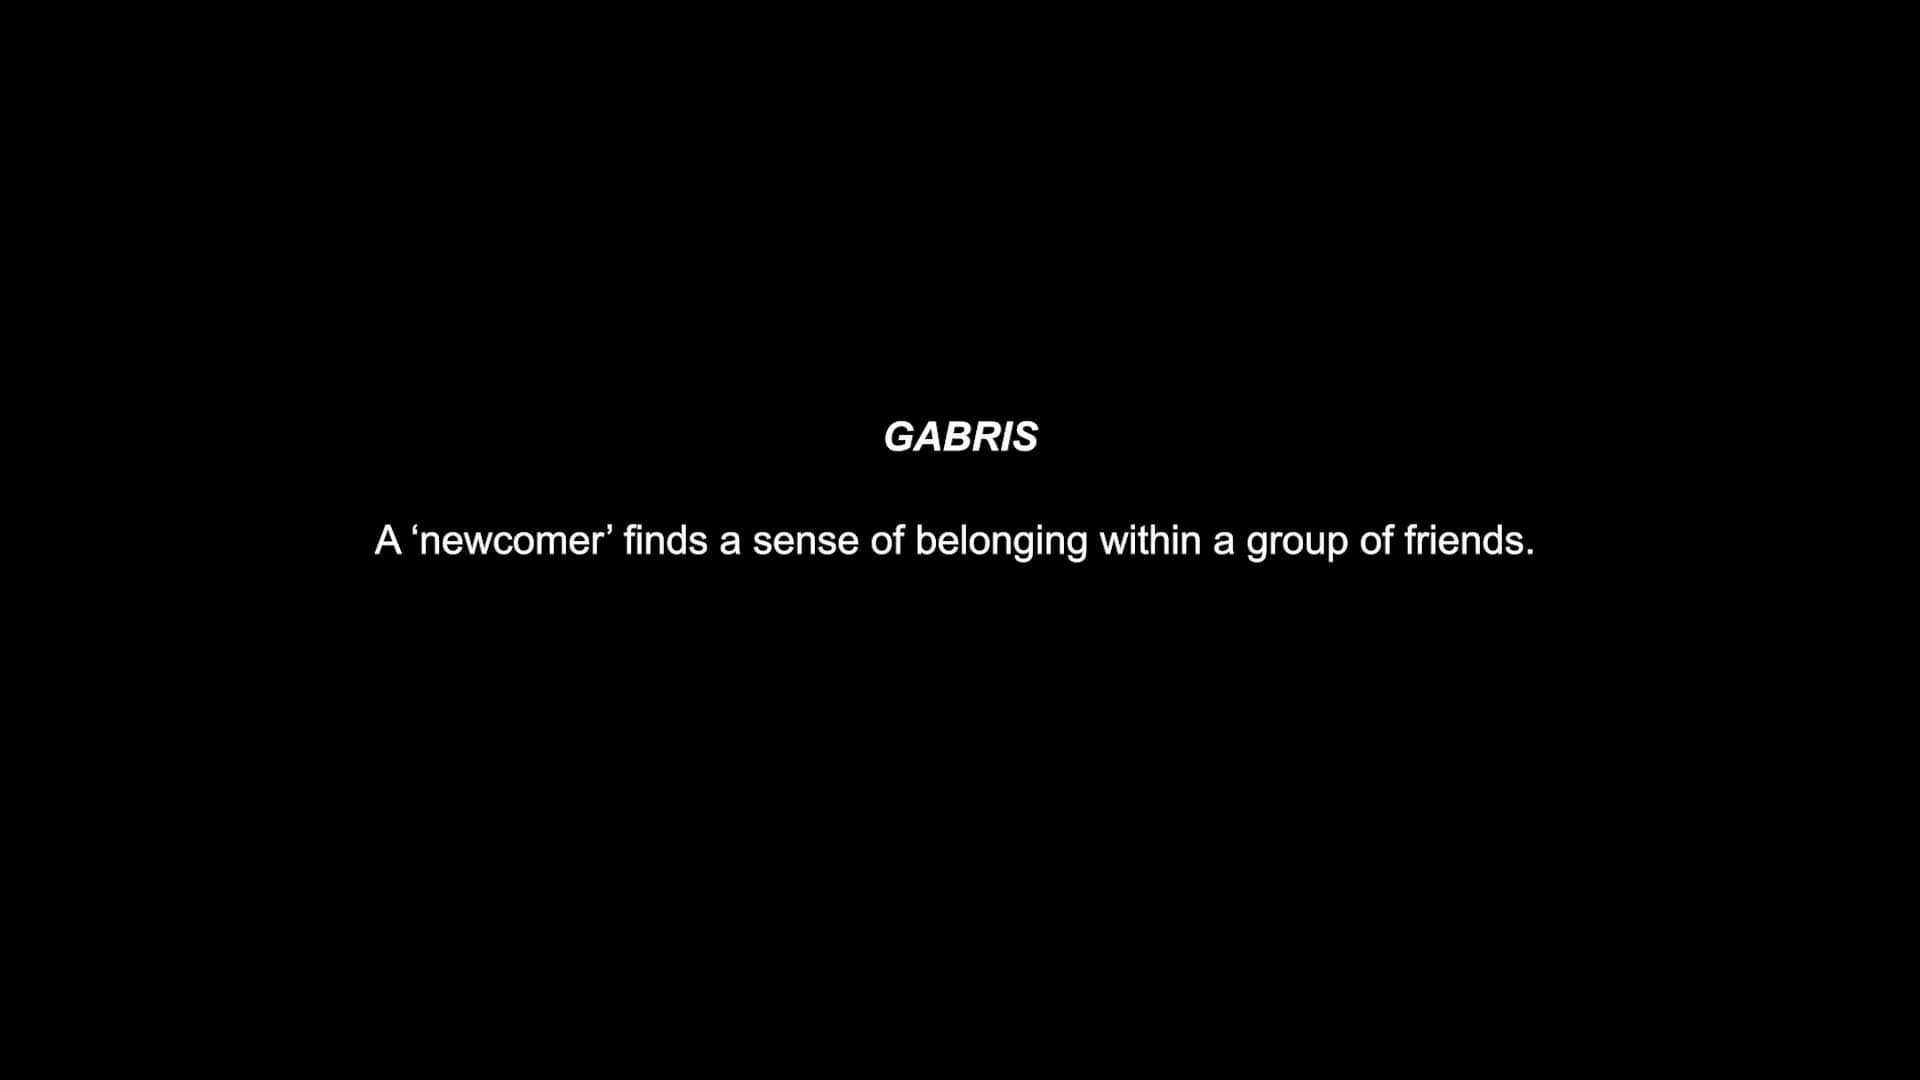 GABRIS
A ‘newcomer’ finds a sense of belonging within a group of friends.